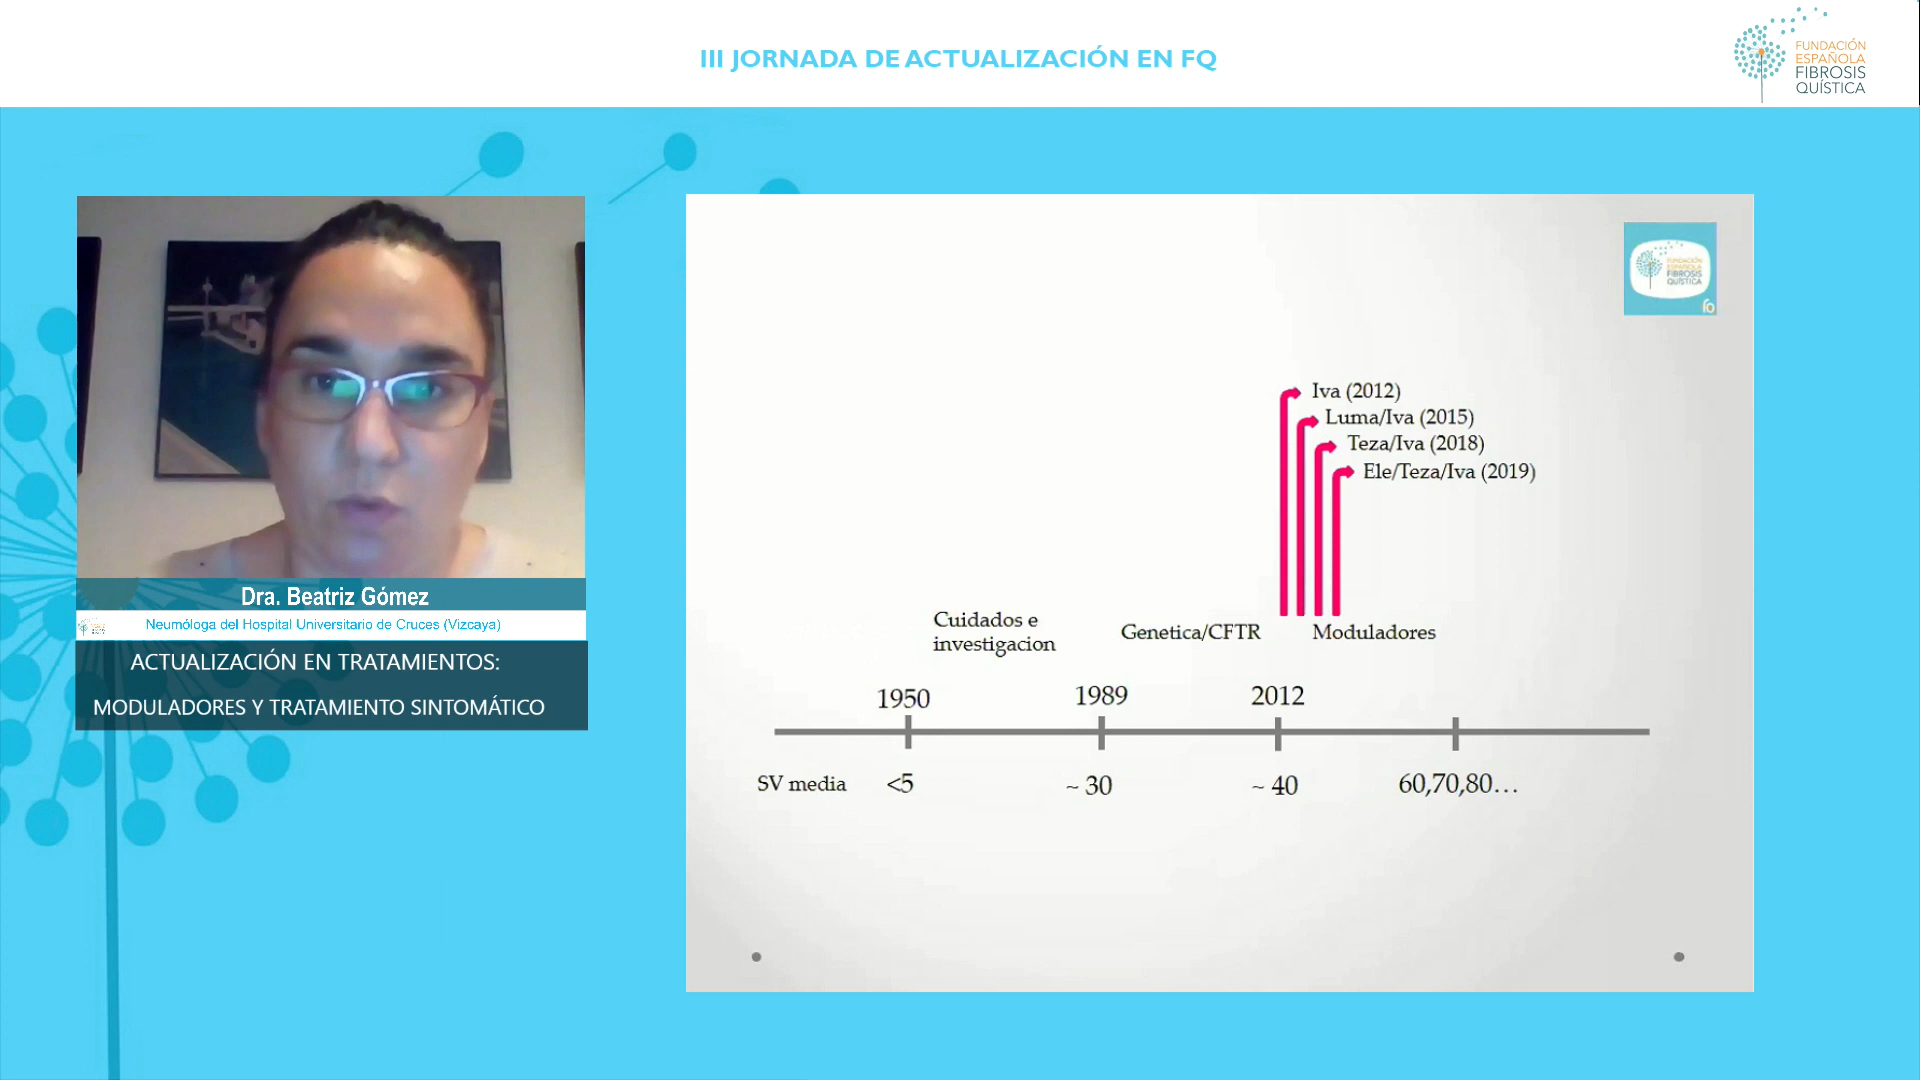 III JORNADA DE ACTUALIZACIÓN EN FQ
FUNDACIÓN
ESPAÑOLA
FIBROSIS
QUÍSTICA
Dra. Beatriz Gómez
Neumóloga del Hospital Universitario de Cruces (Vizcaya)
ACTUALIZACIÓN EN TRATAMIENTOS:
MODULADORES Y TRATAMIENTO SINTOMÁTICO
FUNDACIÓN
ESPAÑOLA
FIBROSIS
QUÍSTICA
Iva (2012)
Luma/Iva (2015)
Teza/Iva (2018)
Ele/Teza/Iva (2019)
Cuidados e
investigacion
Genetica/CFTR
Moduladores
1950
1989
2012
SV media
<5
~ 30
~ 40
60,70,80…